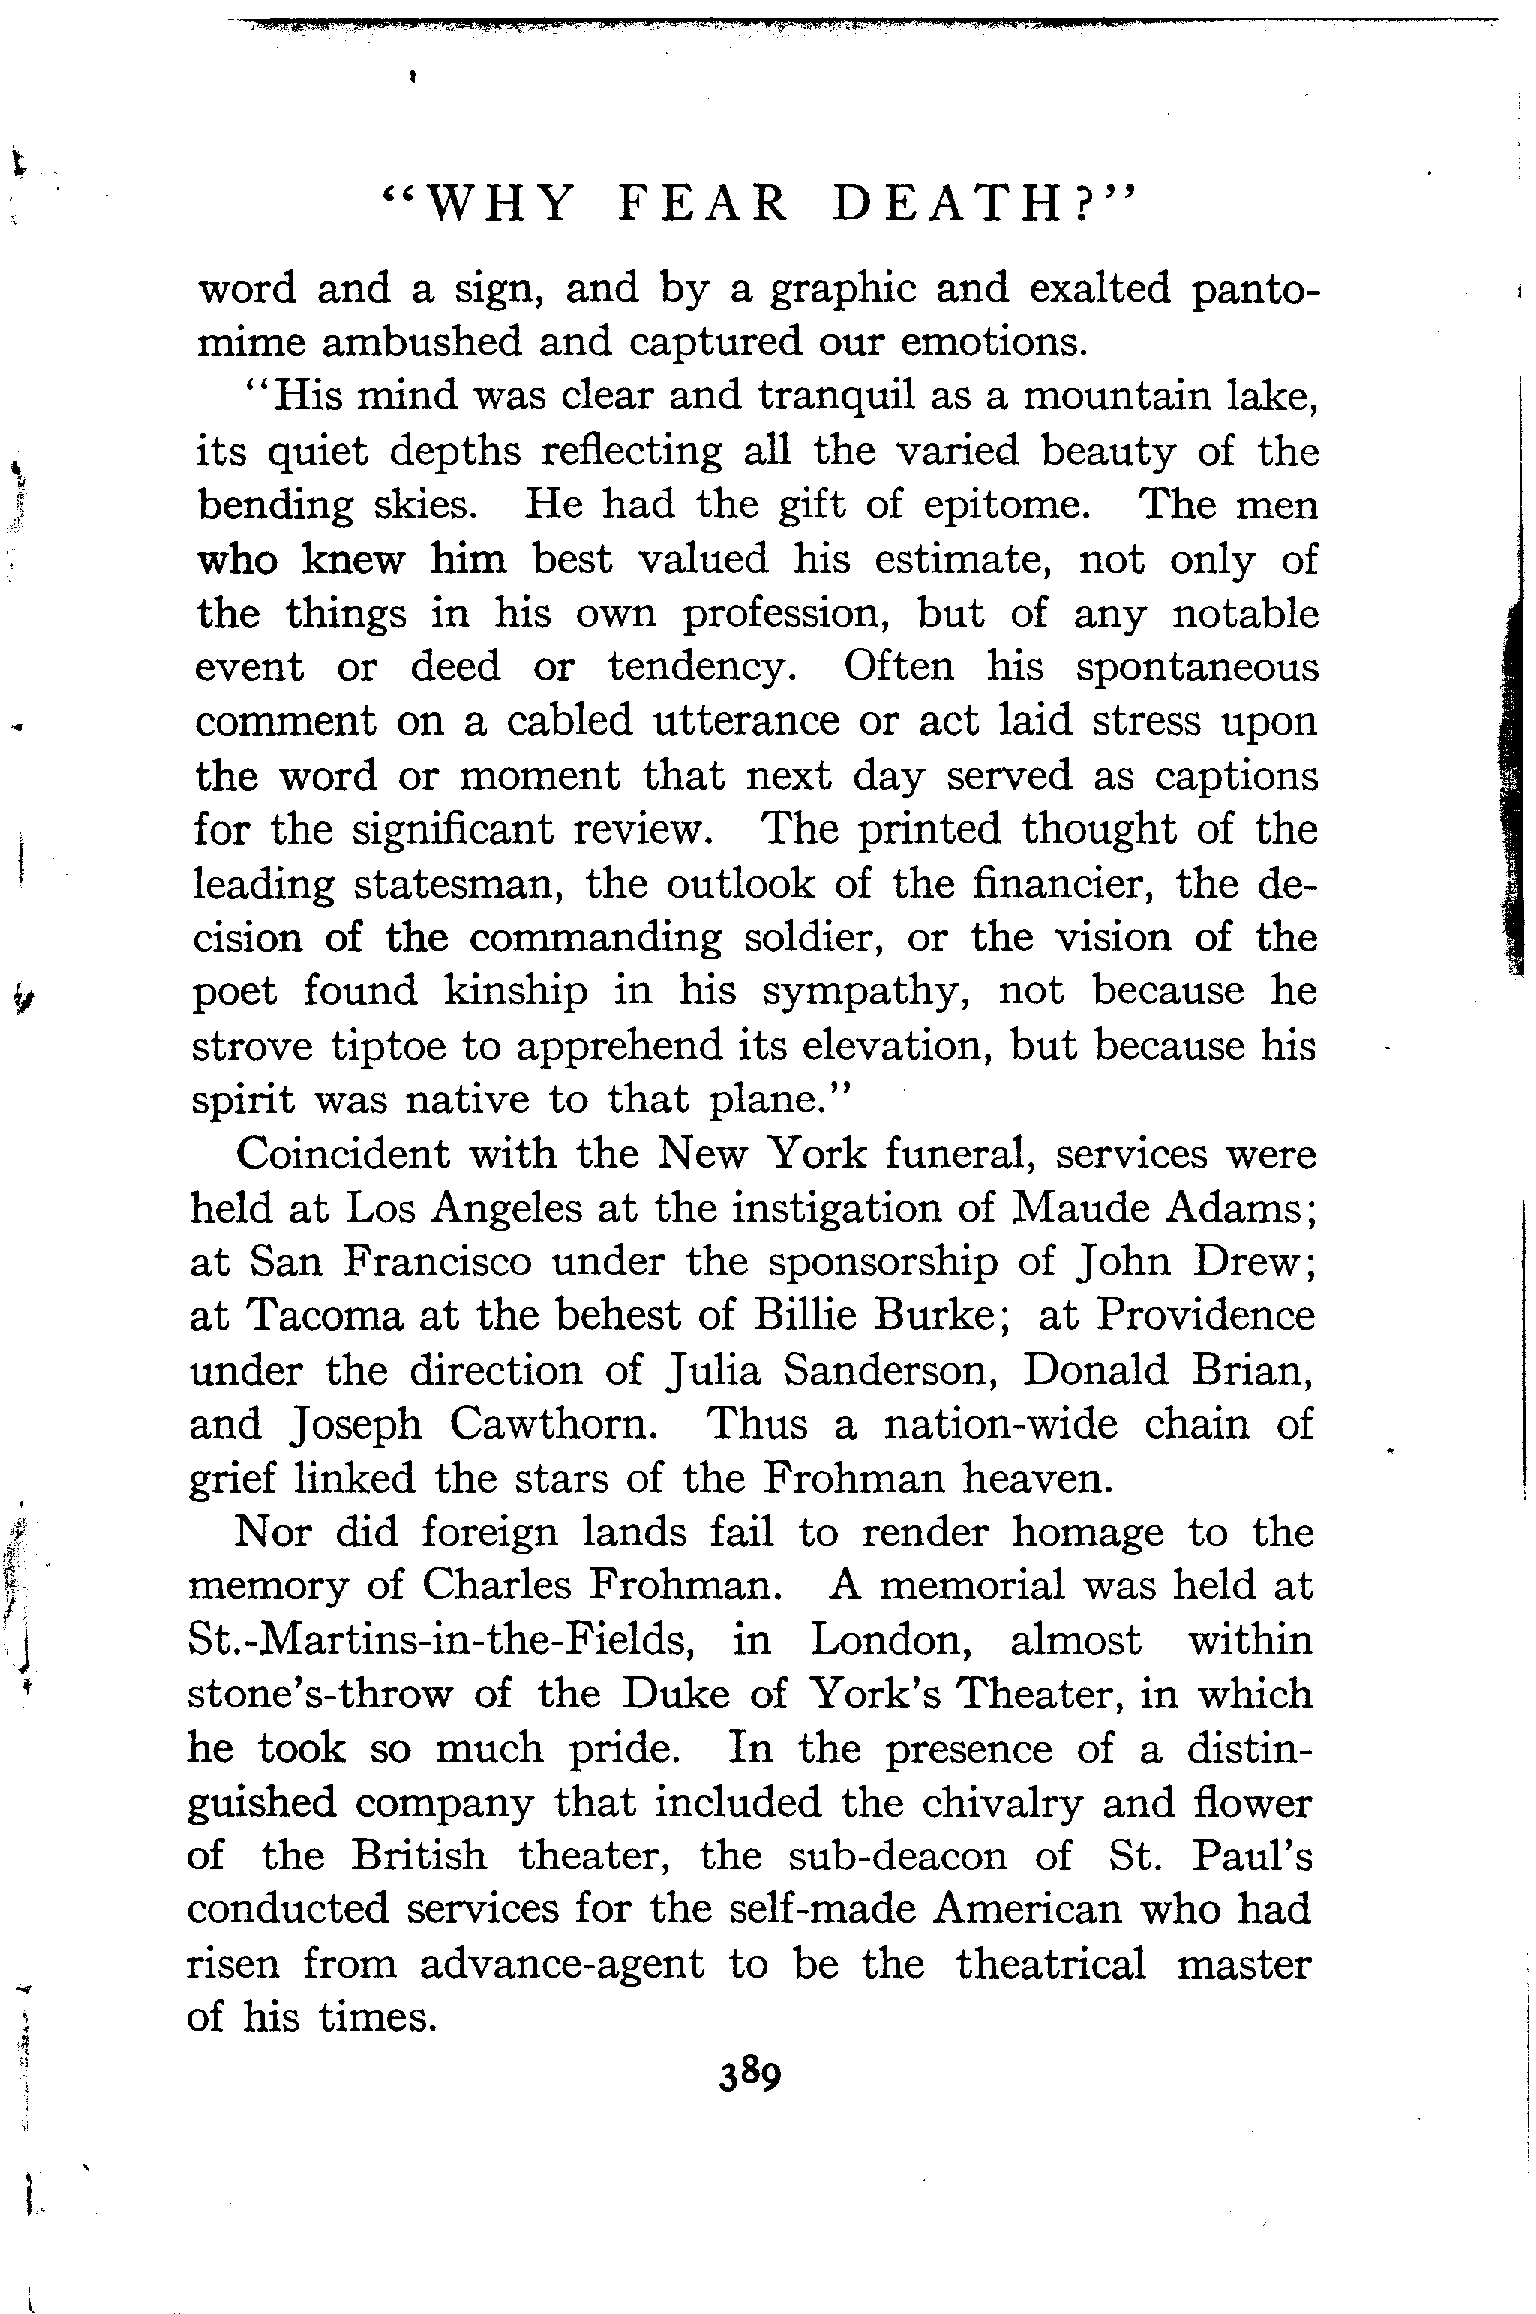 "WHY FEAR DEATH?"
word and a sign, and by a graphic and exalted panto-
mime ambushed and captured our emotions.
"His mind was clear and tranquil as a mountain lake,
its quiet depths reflecting all the varied beauty of the
bending skies. He had the gift of epitome. The men
who knew him best valued his estimate, not only of
the things in his own profession, but of any notable
event or deed or tendency. Often his spontaneous
comment on a cabled utterance or act laid stress upon
the word or moment that next day served as captions
for the significant review. The printed thought of the
leading statesman, the outlook of the financier, the de-
cision of the commanding soldier, or the vision of the
poet found kinship in his sympathy, not because he
strove tiptoe to apprehend its elevation, but because his
spirit was native to that plane."
Coincident with the New York funeral, services were
held at Los Angeles at the instigation of Maude Adams;
at San Francisco under the sponsorship of John Drew;
at Tacoma at the behest of Billie Burke; at Providence
under the direction of Julia Sanderson, Donald Brian,
and Joseph Cawthorn. Thus a nation-wide chain of
grief linked the stars of the Frohman heaven.
Nor did foreign lands fail to render homage to the
memory of Charles Frohman. A memorial was held at
St.-Martins-in-the-Fields, in London, almost within
stone's-throw of the Duke of York's Theater, in which
he took so much pride. In the presence of a distin-
guished company that included the chivalry and flower
of the British theater, the sub-deacon of St. Paul's
conducted services for the self-made American who had
risen from advance-agent to be the theatrical master
of his times.
389